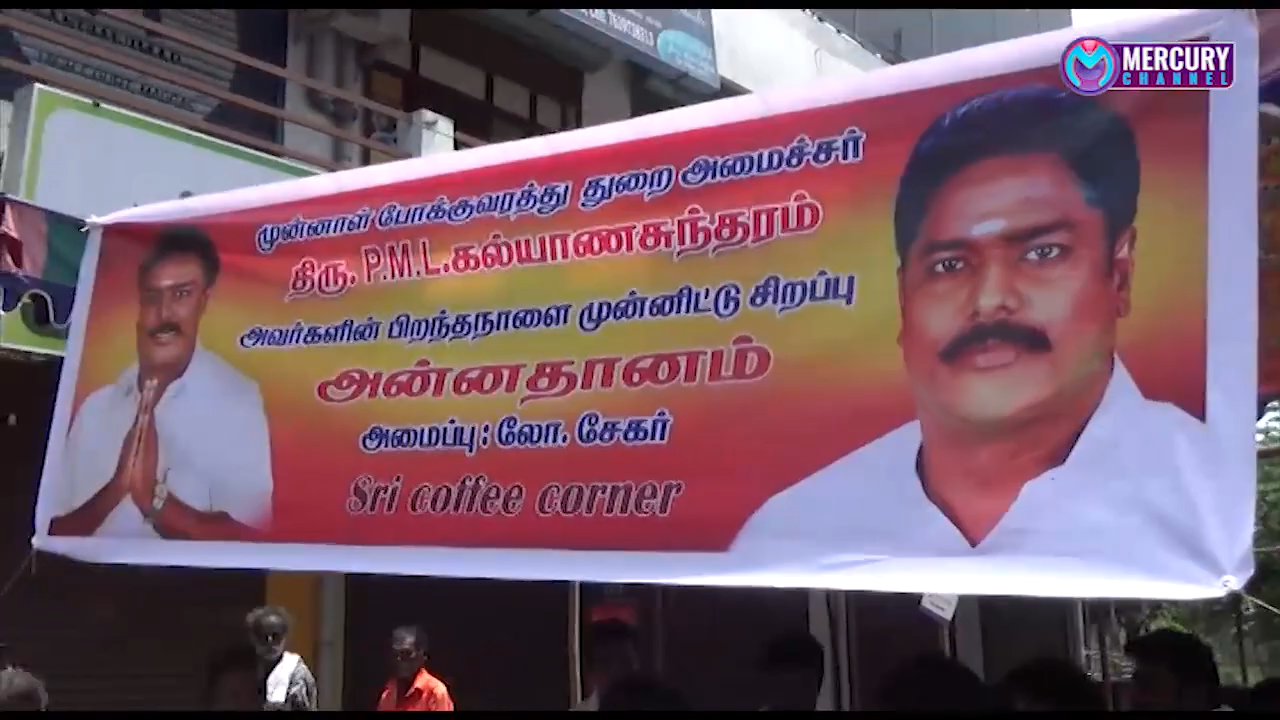 MERCURY
CHANNEL
முன்னாள் போக்குவரத்து துறை அமைச்சர்
திரு. P.M.L.கல்யாணசுந்தரம்
அவர்களின் பிறந்தநாளை முன்னிட்டு சிறப்பு
அன்னதானம்
அமைப்பு : லோ. சேகர்
Sri coffee corner